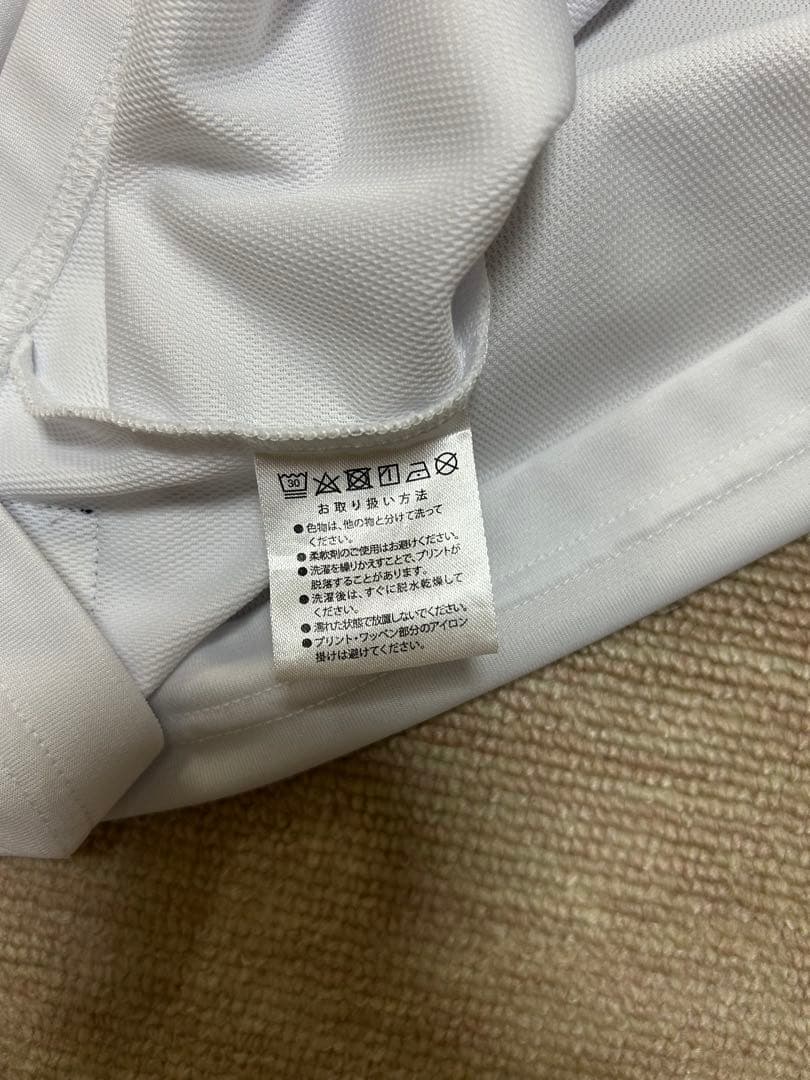 30
お取り扱い方法
●色物は、他の物と分けて洗って
ください。
●柔軟剤のご使用はお避けください。
●洗濯を繰りかえすことで、プリントが
脱落することがあります。
●洗濯後は、すぐに脱水乾燥して
ください。
●濡れた状態で放置しないでください。
●プリント・ワッペン部分のアイロン
掛けは避けてください。